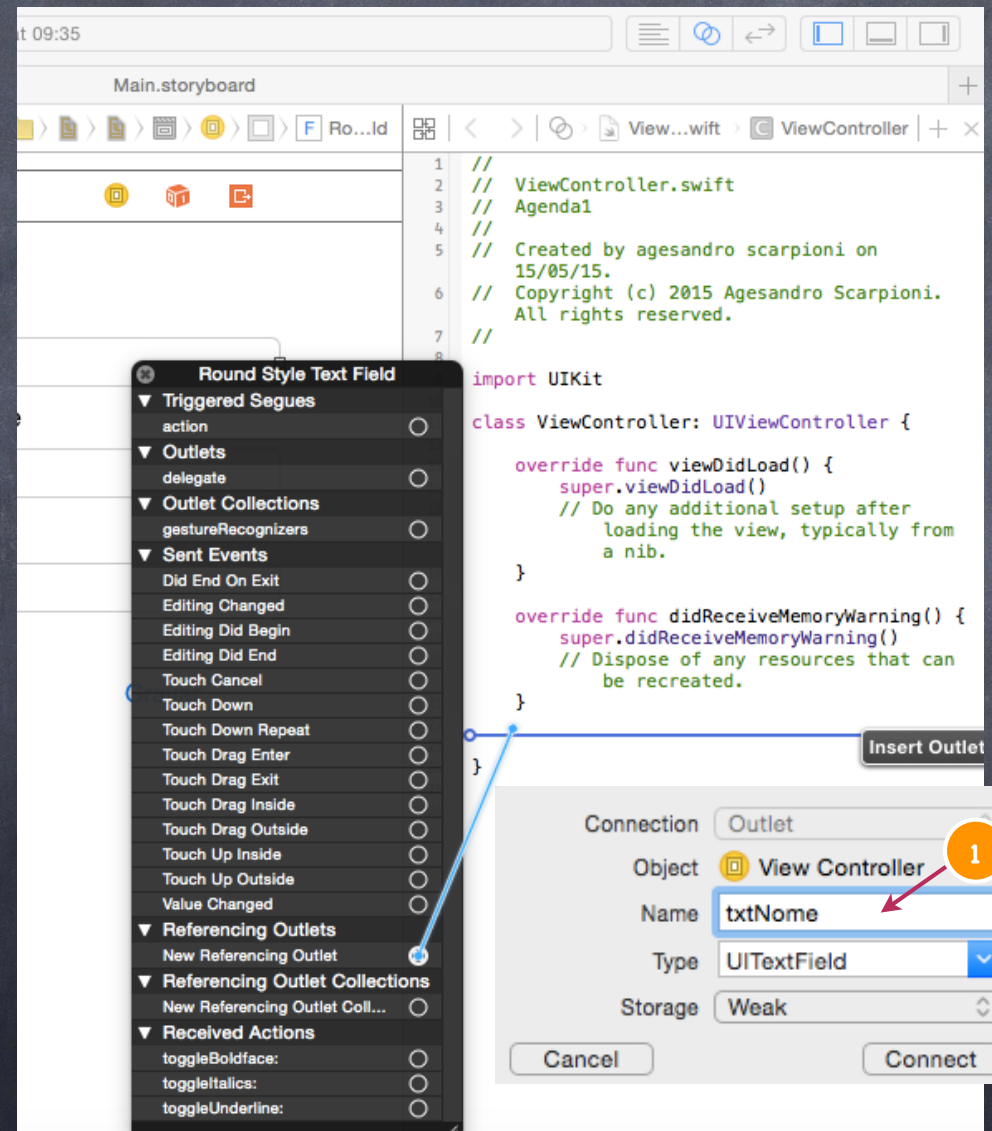 at 09:35
Main.storyboard
F Ro...ld
View...wift
C ViewController
1 //
2 // ViewController.swift
3 // Agenda1
4 //
5 // Created by agesandro scarpioni on
15/05/15.
6 // Copyright (c) 2015 Agesandro Scarpioni.
All rights reserved.
7 //
8
import UIKit
class ViewController: UIViewController {
override func viewDidLoad() {
super.viewDidLoad()
// Do any additional setup after
loading the view, typically from
a nib.
}
override func didReceiveMemoryWarning() {
super.didReceiveMemoryWarning()
// Dispose of any resources that can
be recreated.
}
Insert Outlet
}
Round Style Text Field
Triggered Segues
action
Outlets
delegate
Outlet Collections
gestureRecognizers
Sent Events
Did End On Exit
Editing Changed
Editing Did Begin
Editing Did End
Touch Cancel
Touch Down
Touch Down Repeat
Touch Drag Enter
Touch Drag Exit
Touch Drag Inside
Touch Drag Outside
Touch Up Inside
Touch Up Outside
Value Changed
Referencing Outlets
New Referencing Outlet
Referencing Outlet Collections
New Referencing Outlet Coll...
Received Actions
toggleBoldface:
toggleItalics:
toggleUnderline:
Connection Outlet
1
Object View Controller
Name txtNome
Type UITextField
Storage Weak
Cancel Connect